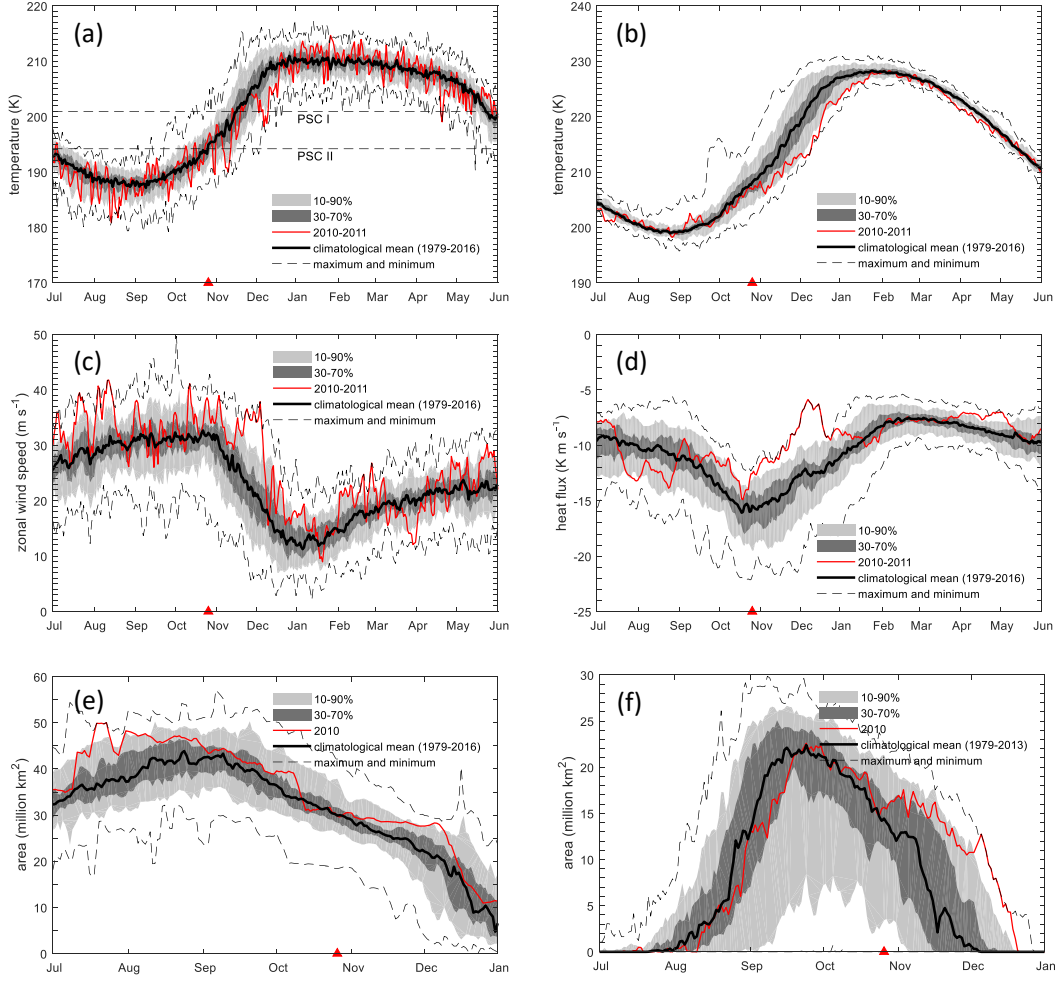 (a)
220
210
200
190
180
170
temperature (K)
PSC I
PSC II
10-90%
30-70%
2010-2011
climatological mean (1979-2016)
maximum and minimum
Jul Aug Sep Oct Nov Dec Jan Feb Mar Apr May Jun
(b)
240
230
220
210
200
190
temperature (K)
10-90%
30-70%
2010-2011
climatological mean (1979-2016)
maximum and minimum
Jul Aug Sep Oct Nov Dec Jan Feb Mar Apr May Jun
(c)
50
40
30
20
10
0
zonal wind speed (m s⁻¹)
10-90%
30-70%
2010-2011
climatological mean (1979-2016)
maximum and minimum
Jul Aug Sep Oct Nov Dec Jan Feb Mar Apr May Jun
(d)
0
-5
-10
-15
-20
-25
heat flux (K m s⁻¹)
10-90%
30-70%
2010-2011
climatological mean (1979-2016)
maximum and minimum
Jul Aug Sep Oct Nov Dec Jan Feb Mar Apr May Jun
(e)
60
50
40
30
20
10
0
area (million km²)
10-90%
30-70%
2010
climatological mean (1979-2016)
maximum and minimum
Jul Aug Sep Oct Nov Dec Jan
(f)
30
25
20
15
10
5
0
area (million km²)
10-90%
30-70%
2010
climatological mean (1979-2013)
maximum and minimum
Jul Aug Sep Oct Nov Dec Jan